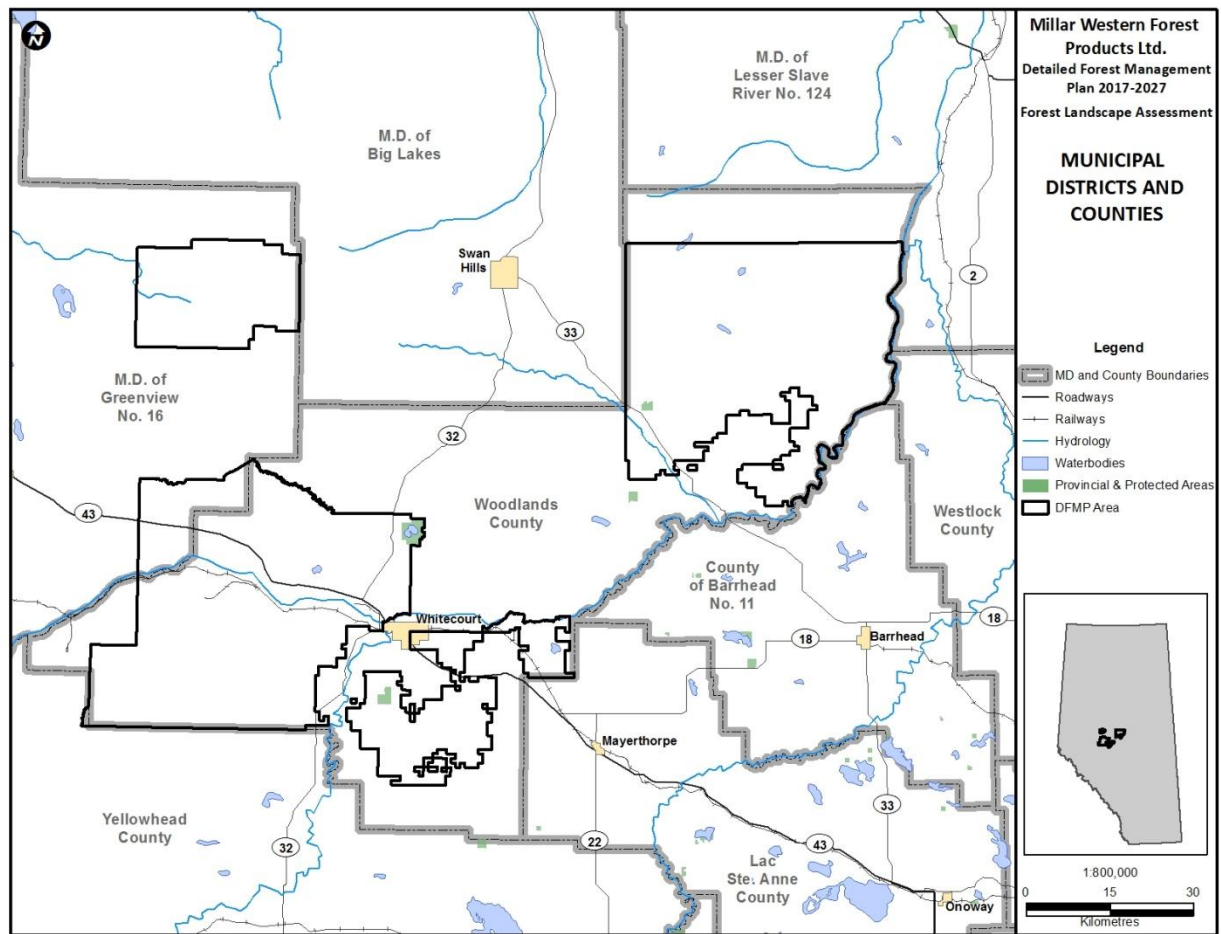 N
M.D. of
Lesser Slave
River No. 124
M.D. of
Big Lakes
Swan
Hills
2
33
M.D. of
Greenview
No. 16
32
43
Woodlands
County
Westlock
County
County
of Barrhead
No. 11
Whitecourt
18
18
Barrhead
Mayerthorpe
Yellowhead
County
32
33
22
43
Lac
Ste. Anne
County
Onoway
Millar Western Forest
Products Ltd.
Detailed Forest Management
Plan 2017-2027
Forest Landscape Assessment
MUNICIPAL
DISTRICTS AND
COUNTIES
Legend
MD and County Boundaries
Roadways
Railways
Hydrology
Waterbodies
Provincial & Protected Areas
DFMP Area
1:800,000
0 15 30
Kilometres